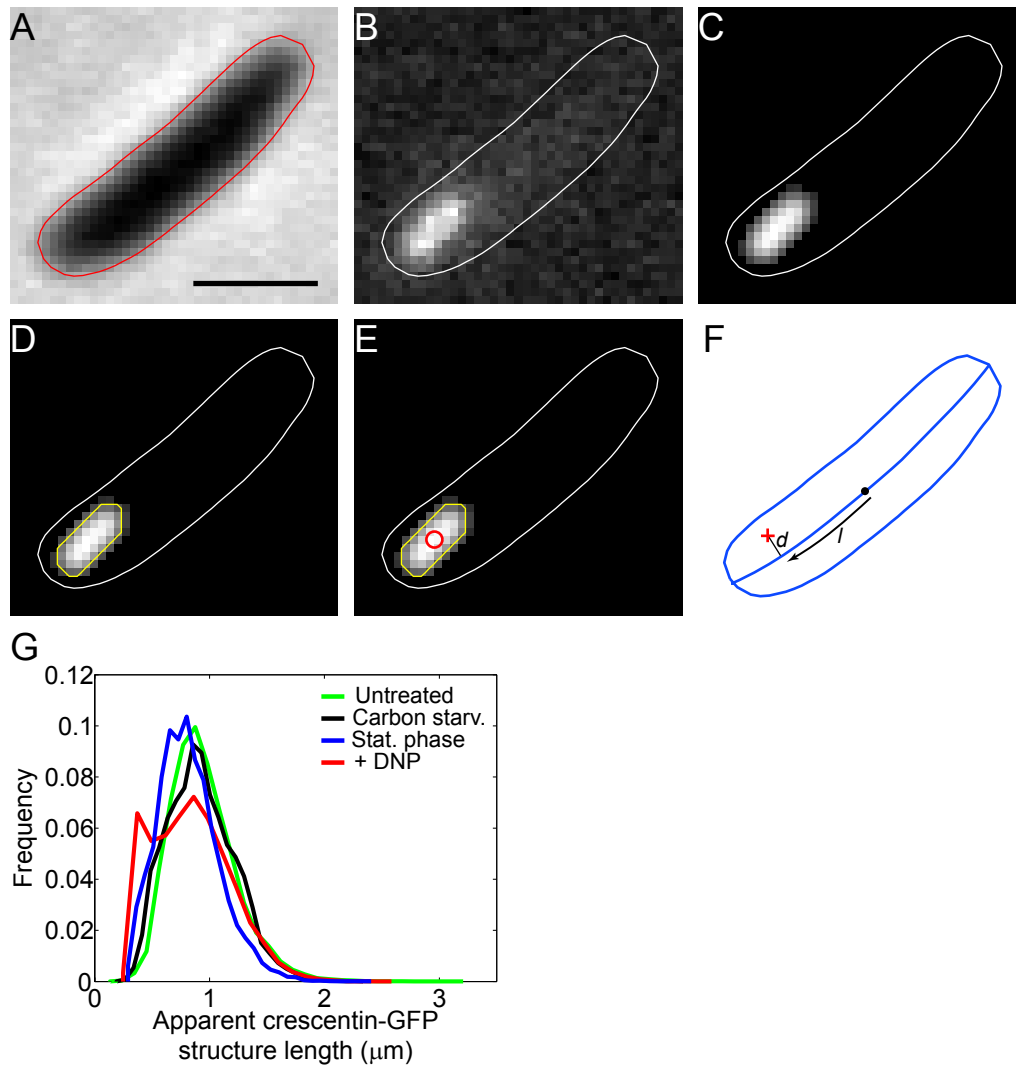 A
B
C
D
E
F
d
l
G
0.12
0.1
0.08
0.06
0.04
0.02
0
Frequency
Untreated
Carbon starv.
Stat. phase
+ DNP
0
1
2
3
Apparent crescentin-GFP
structure length (μm)